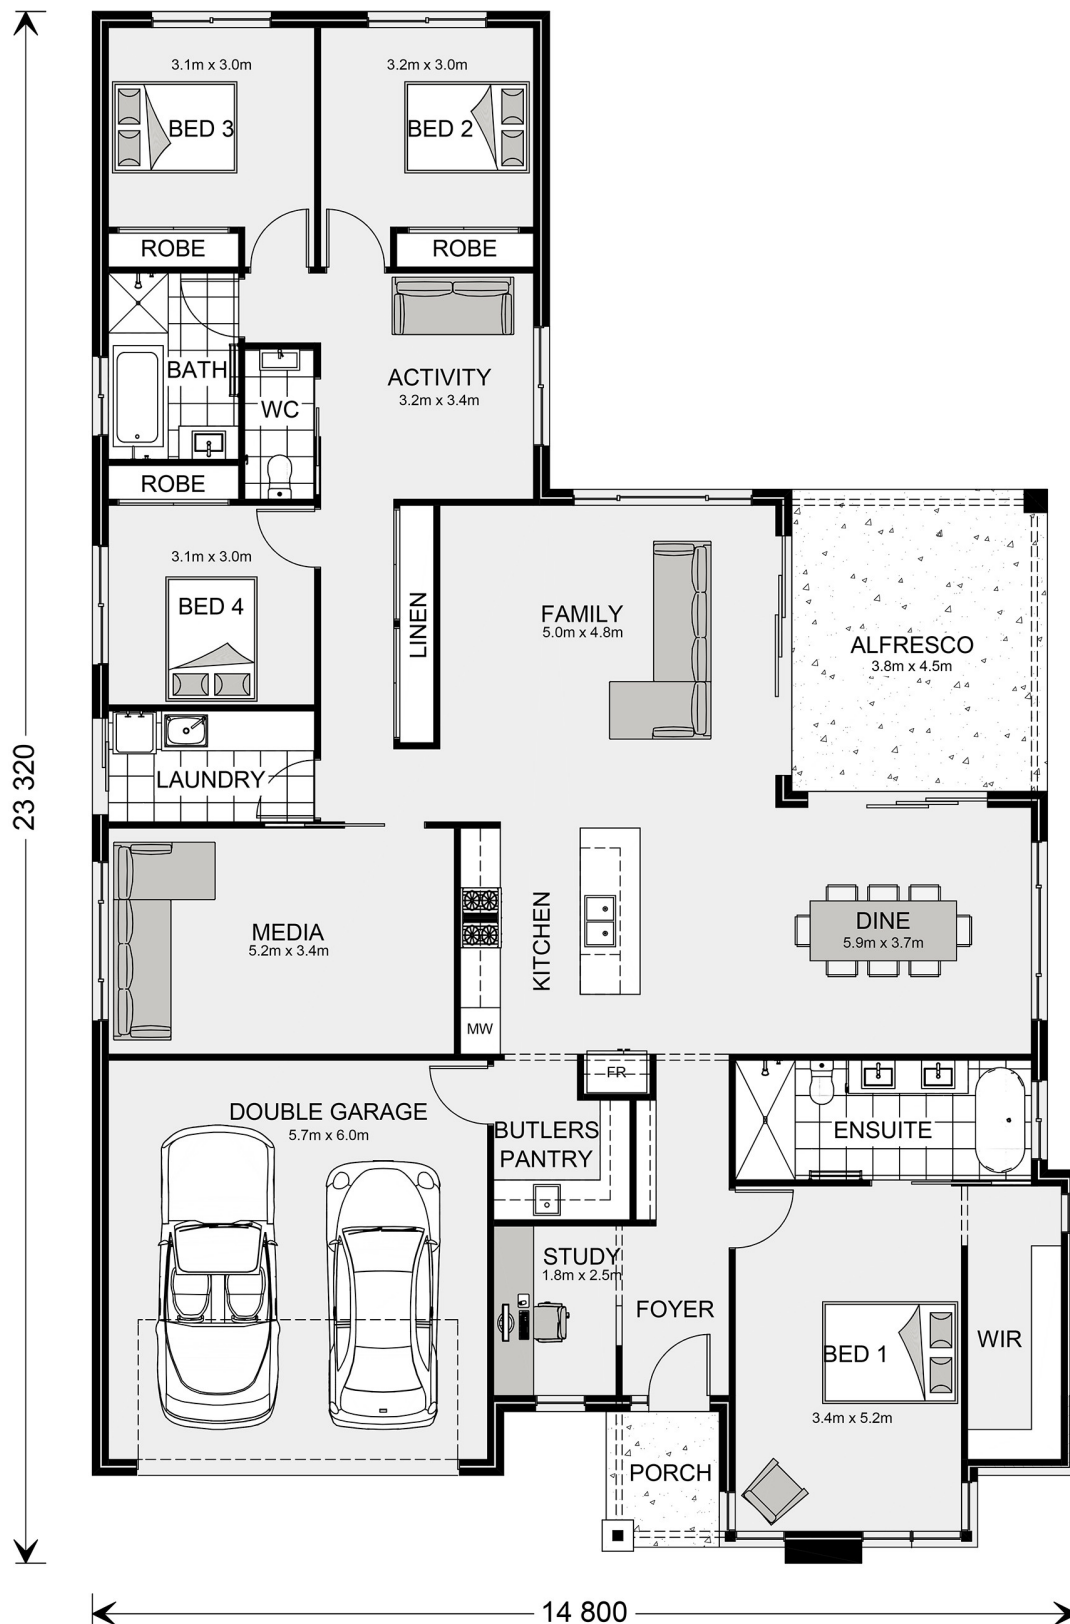 3.1m x 3.0m
BED 3
3.2m x 3.0m
BED 2
ROBE
ROBE
BATH
WC
ACTIVITY
3.2m x 3.4m
ROBE
3.1m x 3.0m
BED 4
LINEN
FAMILY
5.0m x 4.8m
ALFRESCO
3.8m x 4.5m
LAUNDRY
23 320
MEDIA
5.2m x 3.4m
KITCHEN
DINE
5.9m x 3.7m
MW
FR
DOUBLE GARAGE
5.7m x 6.0m
BUTLERS
PANTRY
ENSUITE
STUDY
1.8m x 2.5m
FOYER
BED 1
3.4m x 5.2m
WIR
PORCH
14 800